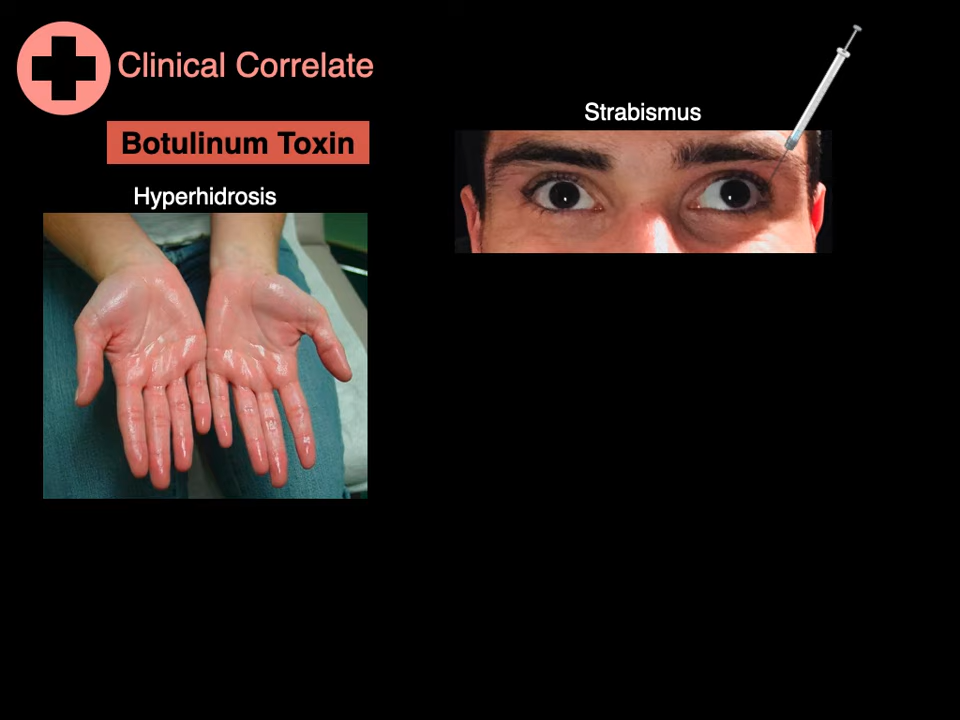 Clinical Correlate
Botulinum Toxin
Hyperhidrosis
Strabismus